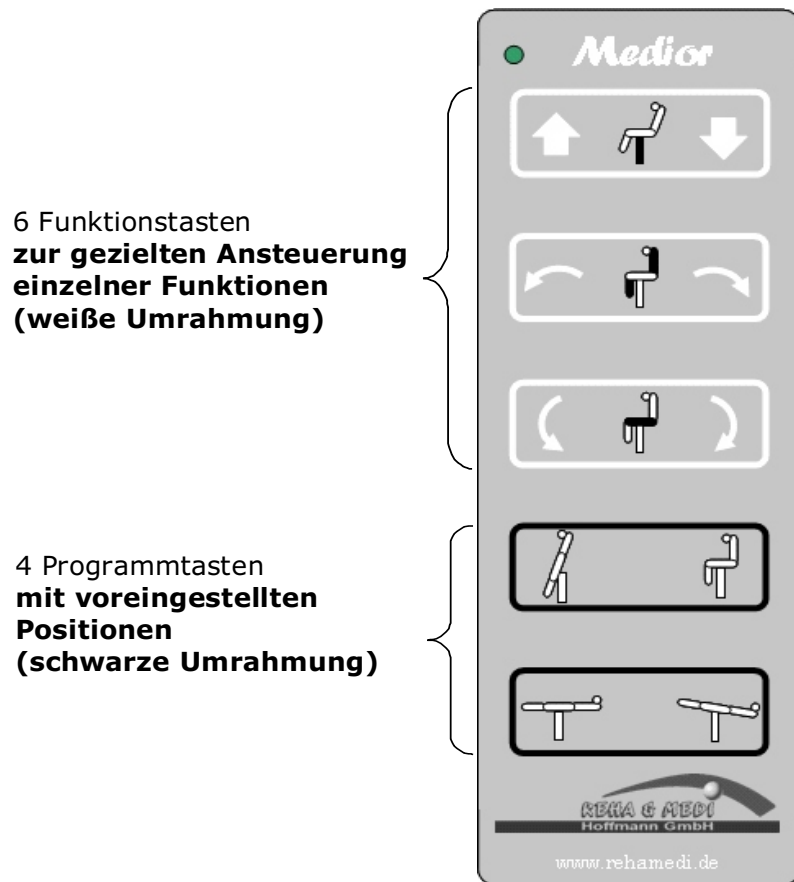 Medior
6 Funktionstasten
zur gezielten Ansteuerung
einzelner Funktionen
(weiße Umrahmung)
4 Programmtasten
mit voreingestellten
Positionen
(schwarze Umrahmung)
REHA & MEDI
Hoffmann GmbH
www.rehamedi.de